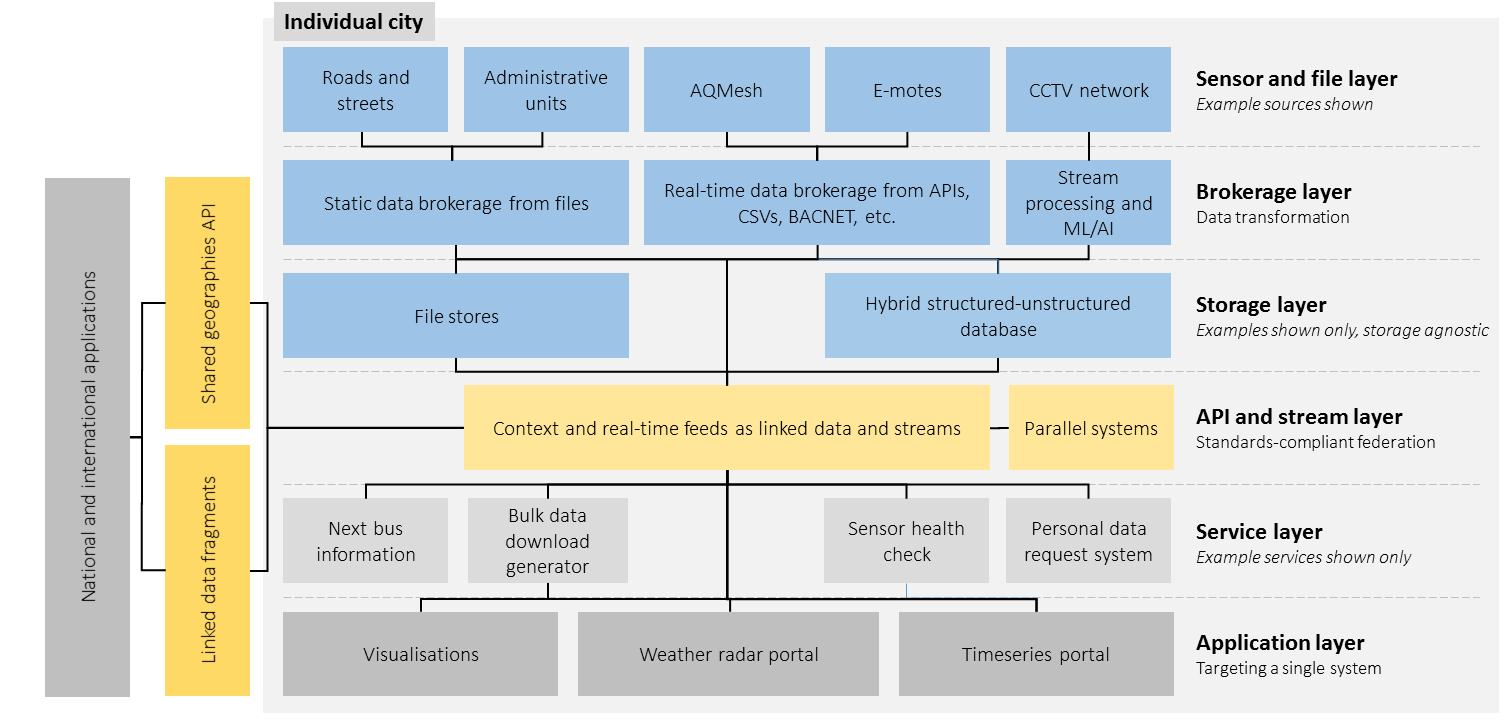 Individual city
Roads and
streets
Administrative
units
AQMesh
E-motes
CCTV network
Sensor and file layer
Example sources shown
Static data brokerage from files
Real-time data brokerage from APIs,
CSVs, BACNET, etc.
Stream
processing and
ML/AI
Brokerage layer
Data transformation
File stores
Hybrid structured-unstructured
database
Storage layer
Examples shown only, storage agnostic
National and international applications
Shared geographies API
Linked data fragments
Context and real-time feeds as linked data and streams
Parallel systems
API and stream layer
Standards-compliant federation
Next bus
information
Bulk data
download
generator
Sensor health
check
Personal data
request system
Service layer
Example services shown only
Visualisations
Weather radar portal
Timeseries portal
Application layer
Targeting a single system